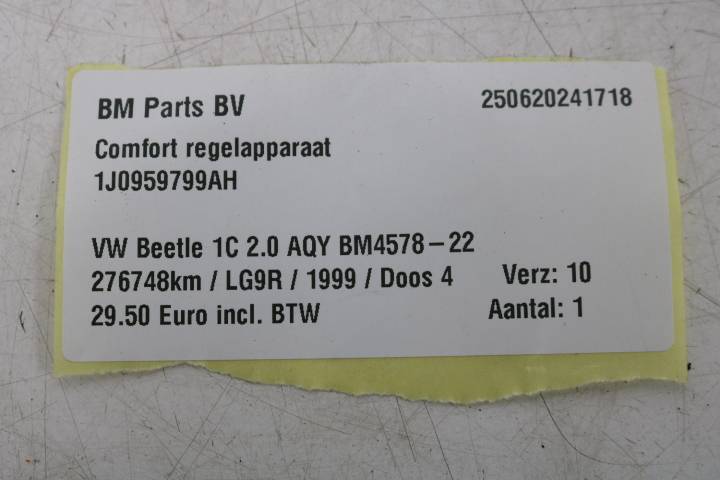 BM Parts BV 250620241718
Comfort regelapparaat
1J0959799AH
VW Beetle 1C 2.0 AQY BM4578-22
276748km / LG9R / 1999 / Doos 4 Verz: 10
29.50 Euro incl. BTW Aantal: 1